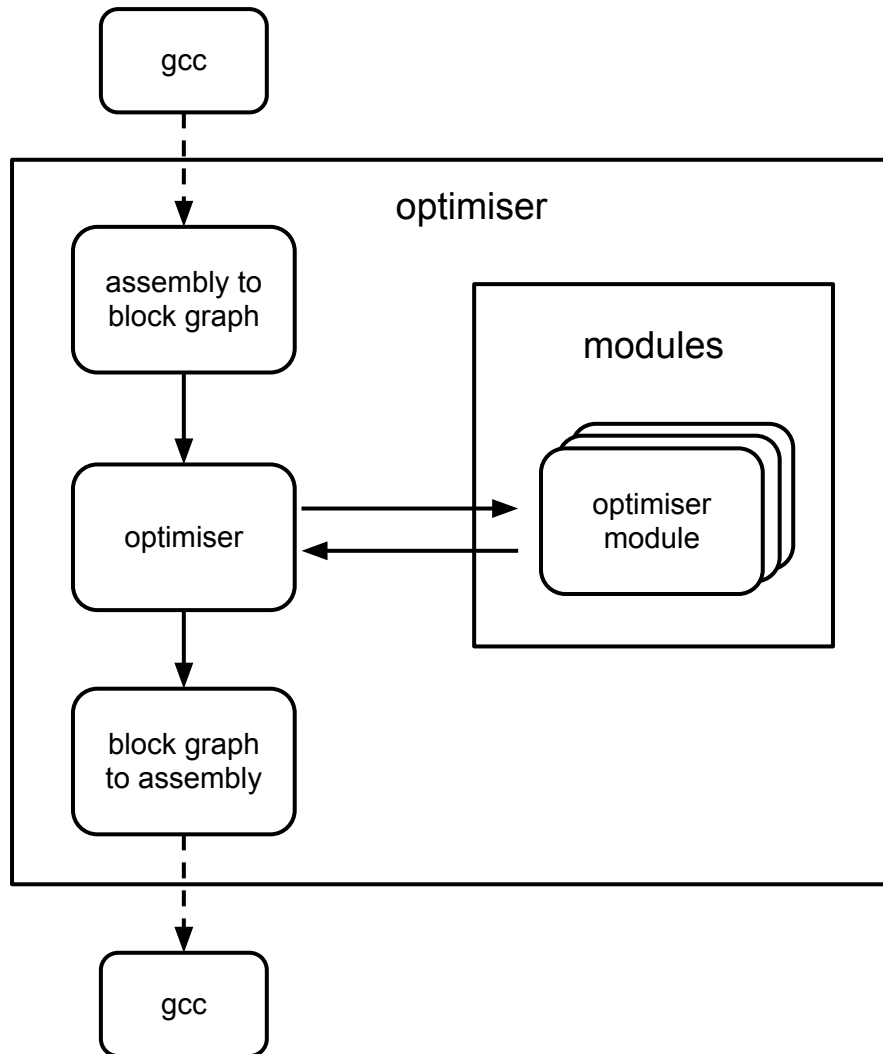 gcc
optimiser
assembly to
block graph
modules
optimiser
optimiser
module
block graph
to assembly
gcc